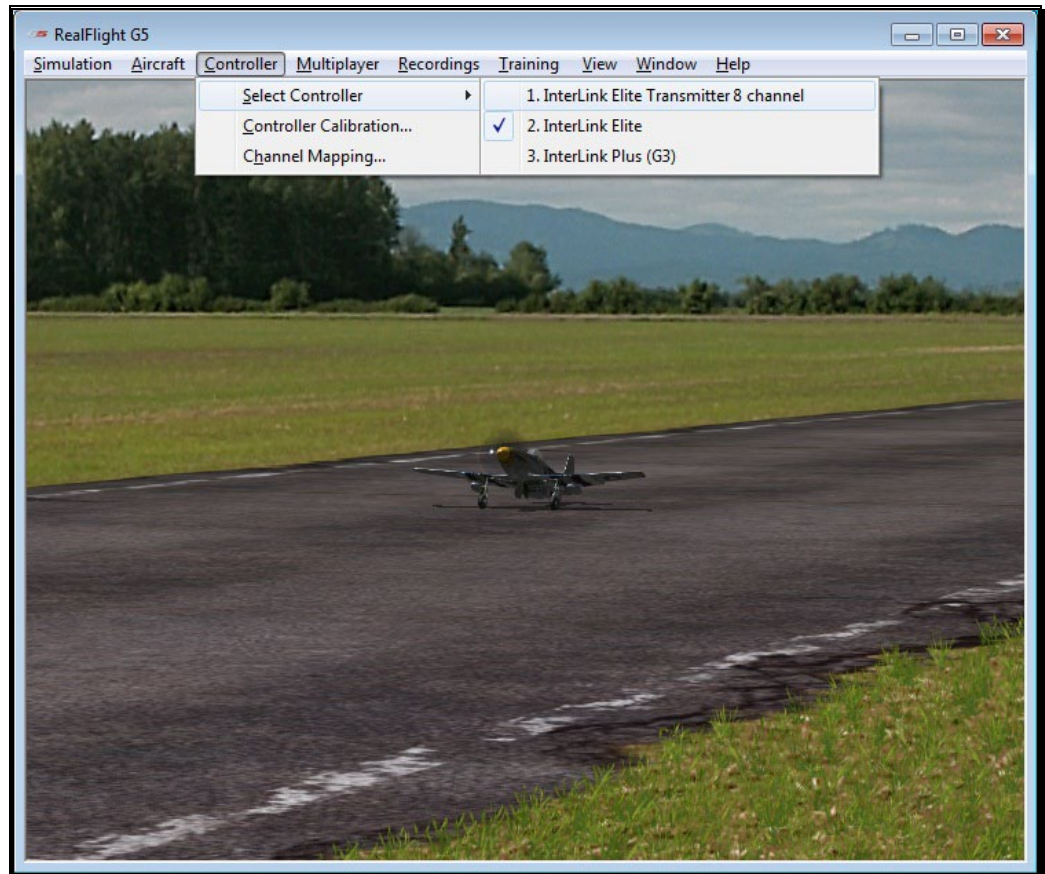 RealFlight G5
Simulation Aircraft Controller Multiplayer Recordings Training View Window Help
Select Controller
Controller Calibration...
Channel Mapping...
1. InterLink Elite Transmitter 8 channel
2. InterLink Elite
3. InterLink Plus (G3)